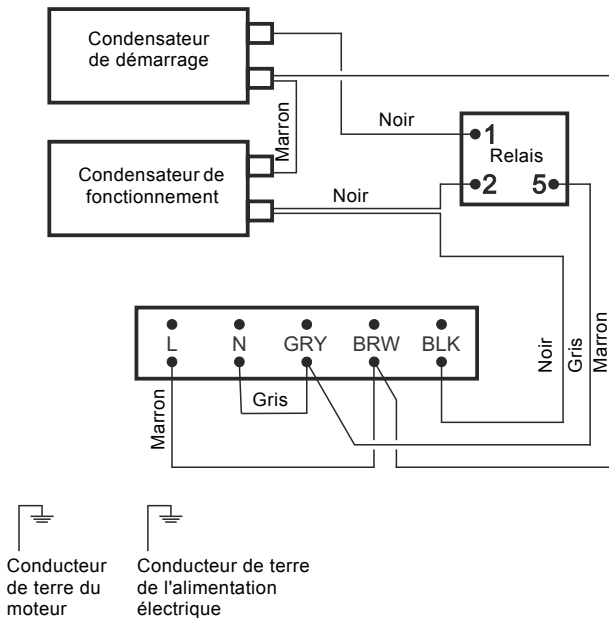 Condensateur
de démarrage
Marron
Noir
1
Relais
2
5
Condensateur de
fonctionnement
Noir
L
N
GRY
BRW
BLK
Noir
Gris
Marron
Marron
Gris
Conducteur
de terre du
moteur
Conducteur de terre
de l'alimentation
électrique